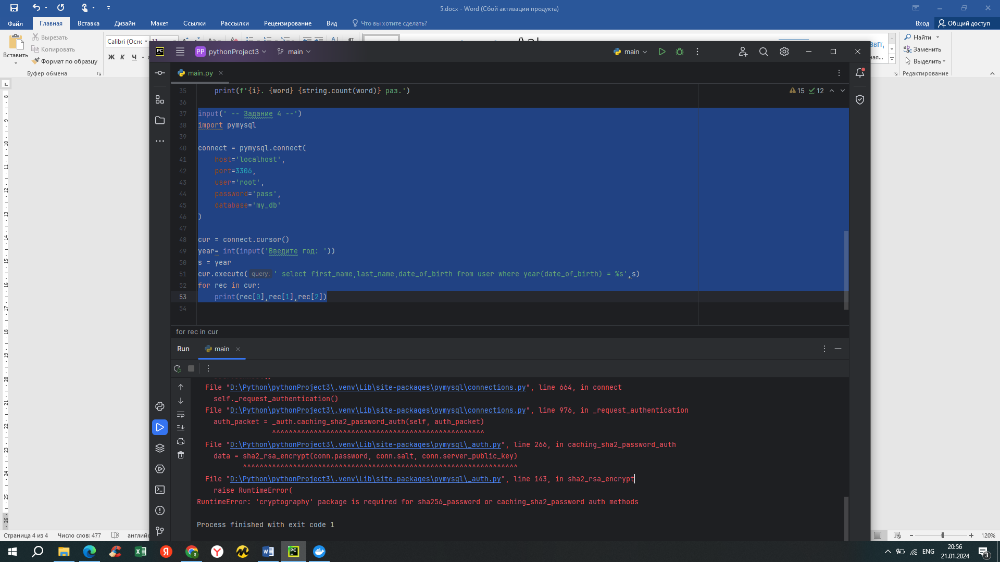 5.docx - Word (Сбой активации продукта)
Файл
Главная
Вставка
Дизайн
Макет
Ссылки
Рассылки
Рецензирование
Вид
Что вы хотите сделать?
Вход
Общий доступ
Вставить
Вырезать
Копировать
Формат по образцу
Буфер обмена
Calibri (Осно
11
Ж К Ч
Найти
Заменить
Выделить
Редактирование
PC
PP pythonProject3
main
main
main.py
15 12
35 print(f'{i}. {word} {string.count(word)} раз.')
36
37 input(' -- Задание 4 --')
38 import pymysql
39
40 connect = pymysql.connect(
41 host='localhost',
42 port=3306,
43 user='root',
44 password='pass',
45 database='my_db'
46 )
47
48 cur = connect.cursor()
49 year= int(input('Введите год: '))
50 s = year
51 cur.execute( query: ' select first_name,last_name,date_of_birth from user where year(date_of_birth) = %s',s)
52 for rec in cur:
53 print(rec[0],rec[1],rec[2])
54
for rec in cur
Run
main
File "D:\Python\pythonProject3\.venv\Lib\site-packages\pymysql\connections.py", line 664, in connect
self._request_authentication()
File "D:\Python\pythonProject3\.venv\Lib\site-packages\pymysql\connections.py", line 976, in _request_authentication
auth_packet = _auth.caching_sha2_password_auth(self, auth_packet)
^^^^^^^^^^^^^^^^^^^^^^^^^^^^^^^^^^^^^^^^^^^^^^^^^^^
File "D:\Python\pythonProject3\.venv\Lib\site-packages\pymysql\_auth.py", line 266, in caching_sha2_password_auth
data = sha2_rsa_encrypt(conn.password, conn.salt, conn.server_public_key)
^^^^^^^^^^^^^^^^^^^^^^^^^^^^^^^^^^^^^^^^^^^^^^^^^^^^^^^^^^^^^^^^^^
File "D:\Python\pythonProject3\.venv\Lib\site-packages\pymysql\_auth.py", line 143, in sha2_rsa_encrypt
raise RuntimeError(
RuntimeError: 'cryptography' package is required for sha256_password or caching_sha2_password auth methods
Process finished with exit code 1
Страница 4 из 4
Число слов: 477
английс
120%
ENG
20:56
21.01.2024
3